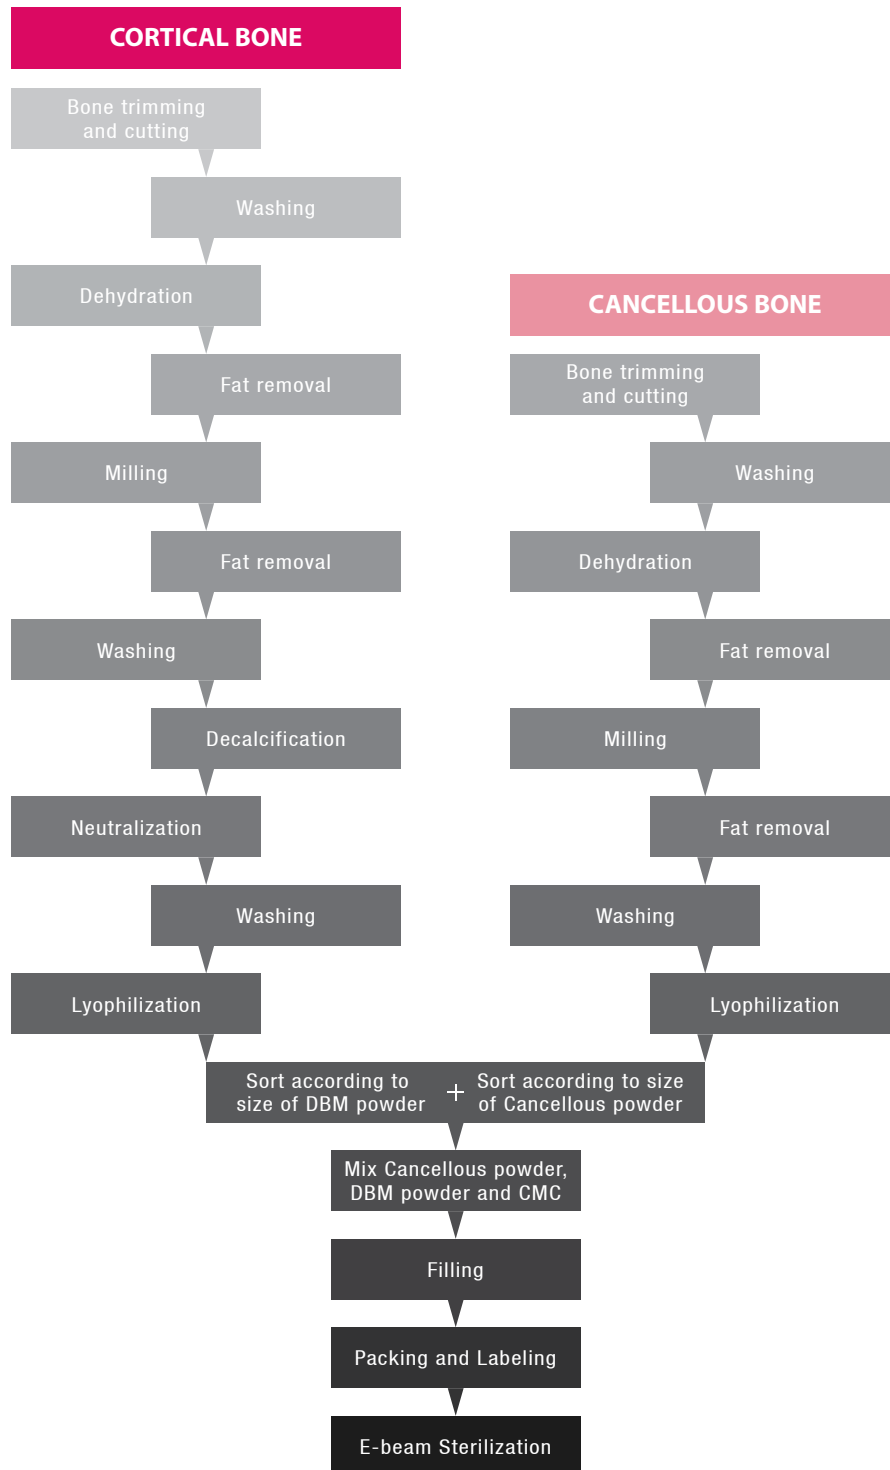 CORTICAL BONE
Bone trimming
and cutting
Washing
Dehydration
Fat removal
Milling
Fat removal
Washing
Decalcification
Neutralization
Washing
Lyophilization
CANCELLOUS BONE
Bone trimming
and cutting
Washing
Dehydration
Fat removal
Milling
Fat removal
Washing
Lyophilization
Sort according to
size of DBM powder
+
Sort according to size
of Cancellous powder
Mix Cancellous powder,
DBM powder and CMC
Filling
Packing and Labeling
E-beam Sterilization